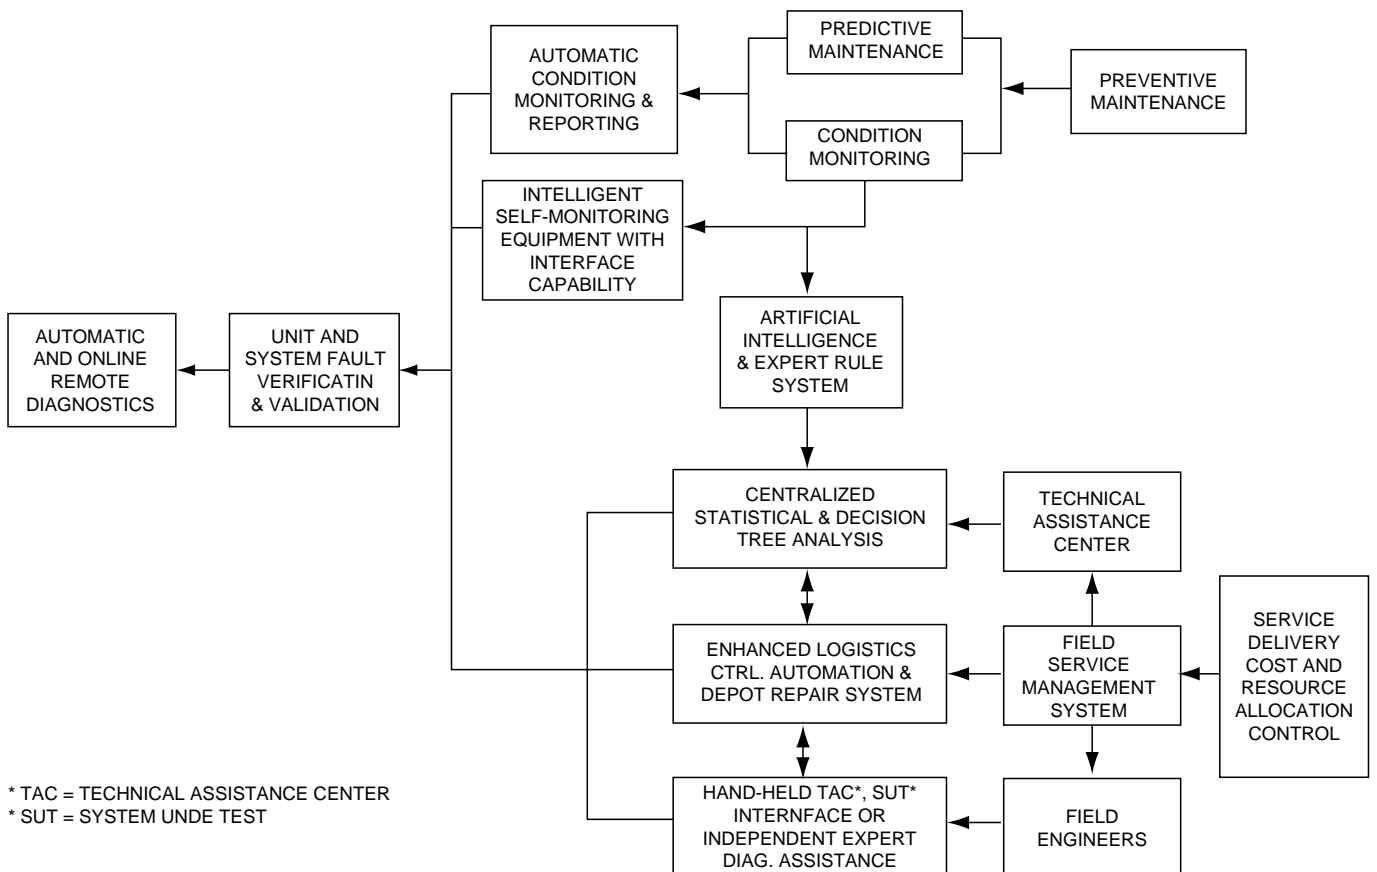 PREDICTIVE
MAINTENANCE
AUTOMATIC
CONDITION
MONITORING &
REPORTING
PREVENTIVE
MAINTENANCE
CONDITION
MONITORING
INTELLIGENT
SELF-MONITORING
EQUIPMENT WITH
INTERFACE
CAPABILITY
AUTOMATIC
AND ONLINE
REMOTE
DIAGNOSTICS
UNIT AND
SYSTEM FAULT
VERIFICATIN
& VALIDATION
ARTIFICIAL
INTELLIGENCE
& EXPERT RULE
SYSTEM
CENTRALIZED
STATISTICAL & DECISION
TREE ANALYSIS
TECHNICAL
ASSISTANCE
CENTER
ENHANCED LOGISTICS
CTRL. AUTOMATION &
DEPOT REPAIR SYSTEM
FIELD
SERVICE
MANAGEMENT
SYSTEM
SERVICE
DELIVERY
COST AND
RESOURCE
ALLOCATION
CONTROL
HAND-HELD TAC*, SUT*
INTERNFACE OR
INDEPENDENT EXPERT
DIAG. ASSISTANCE
FIELD
ENGINEERS
* TAC = TECHNICAL ASSISTANCE CENTER
* SUT = SYSTEM UNDE TEST